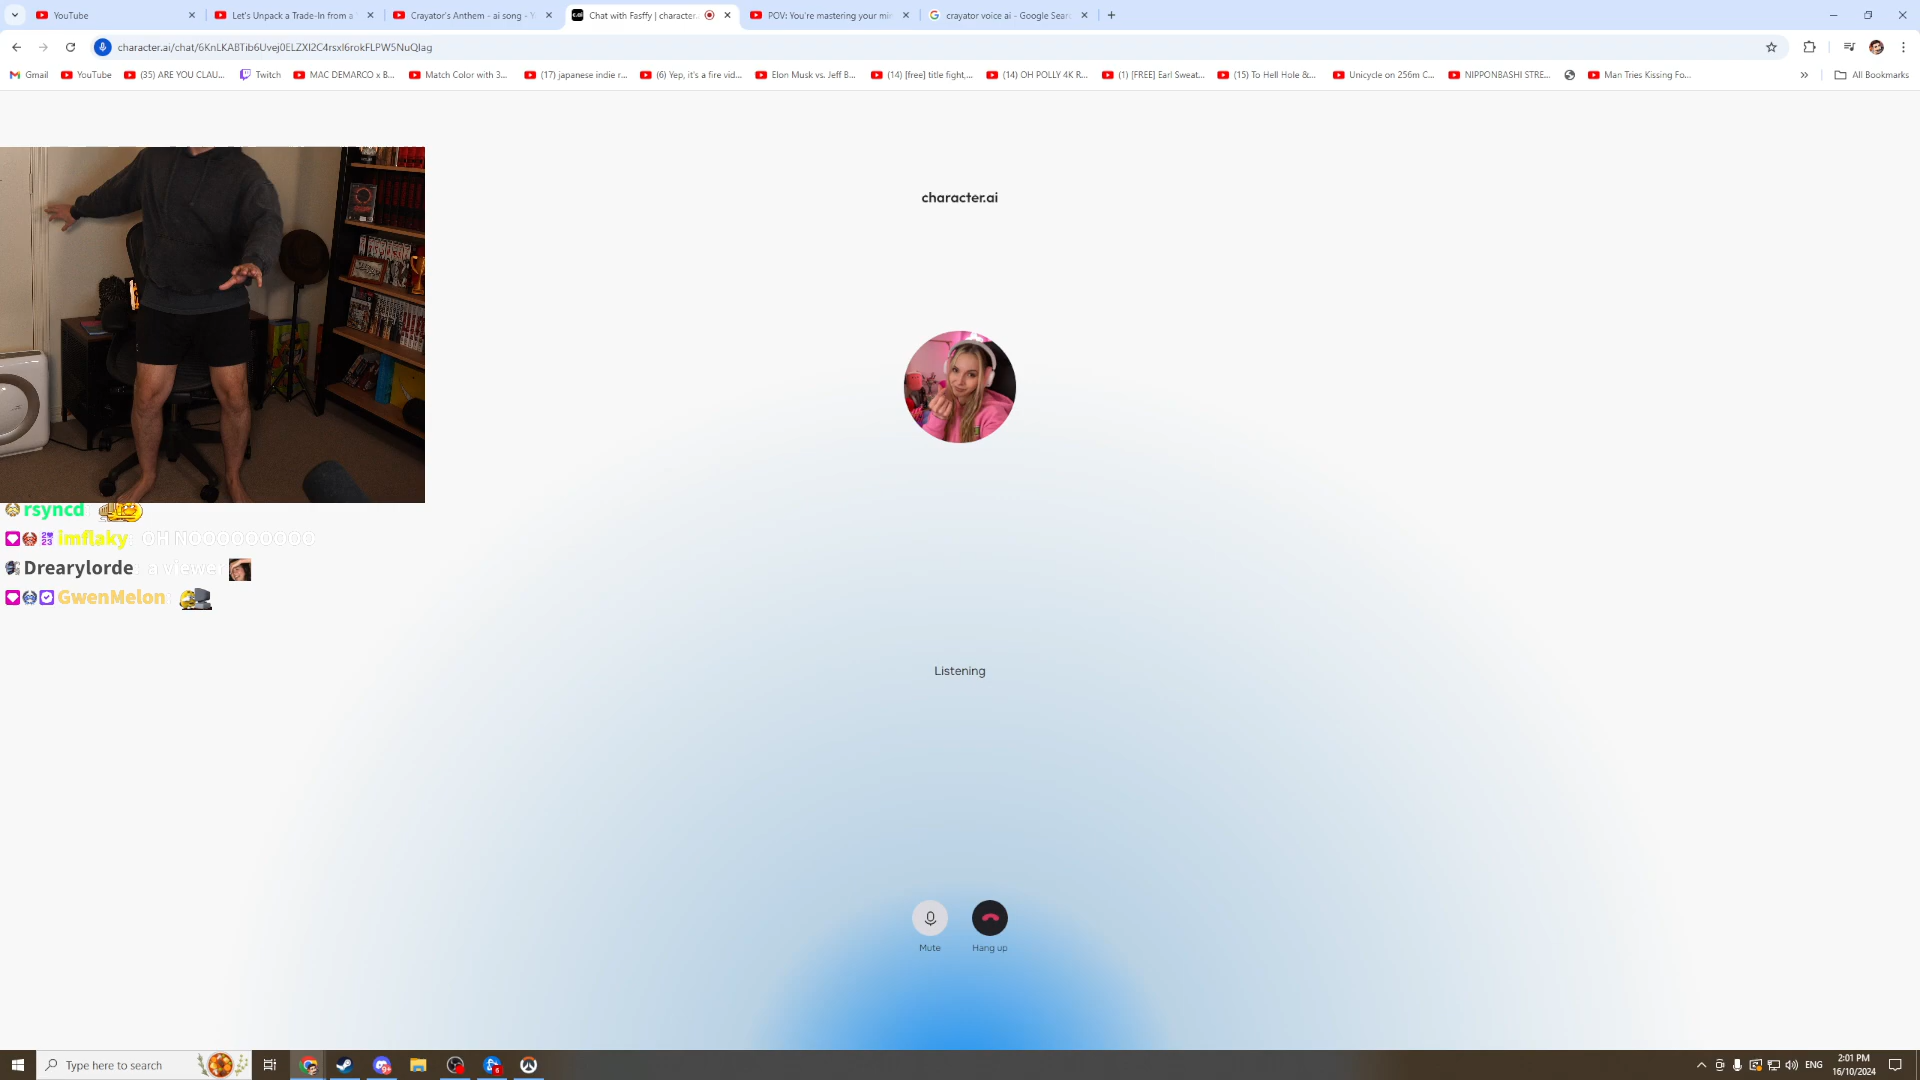 YouTube
Let's Unpack a Trade-In from a
Crayator's Anthem - ai song - Y
c.ai Chat with Fasffy | character.
POV: You're mastering your mi
crayator voice ai - Google Sear
character.ai/chat/6KnLKABTib6Uvej0ELZXI2C4rsxl6rokFLPW5NuQIag
Gmail
YouTube
(35) ARE YOU CLAU...
Twitch
MAC DEMARCO x B...
Match Color with 3...
(17) japanese indie r...
(6) Yep, it's a fire vid...
Elon Musk vs. Jeff B...
(14) [free] title fight,...
(14) OH POLLY 4K R...
(1) [FREE] Earl Sweat...
(15) To Hell Hole &...
Unicycle on 256m C...
NIPPONBASHI STRE...
Man Tries Kissing Fo...
All Bookmarks
character.ai
rsyncd
imflaky: OH NOOOOOOOOO
Drearylorde: a viewer
GwenMelon:
Listening
Mute
Hang up
Type here to search
ENG
2:01 PM
16/10/2024